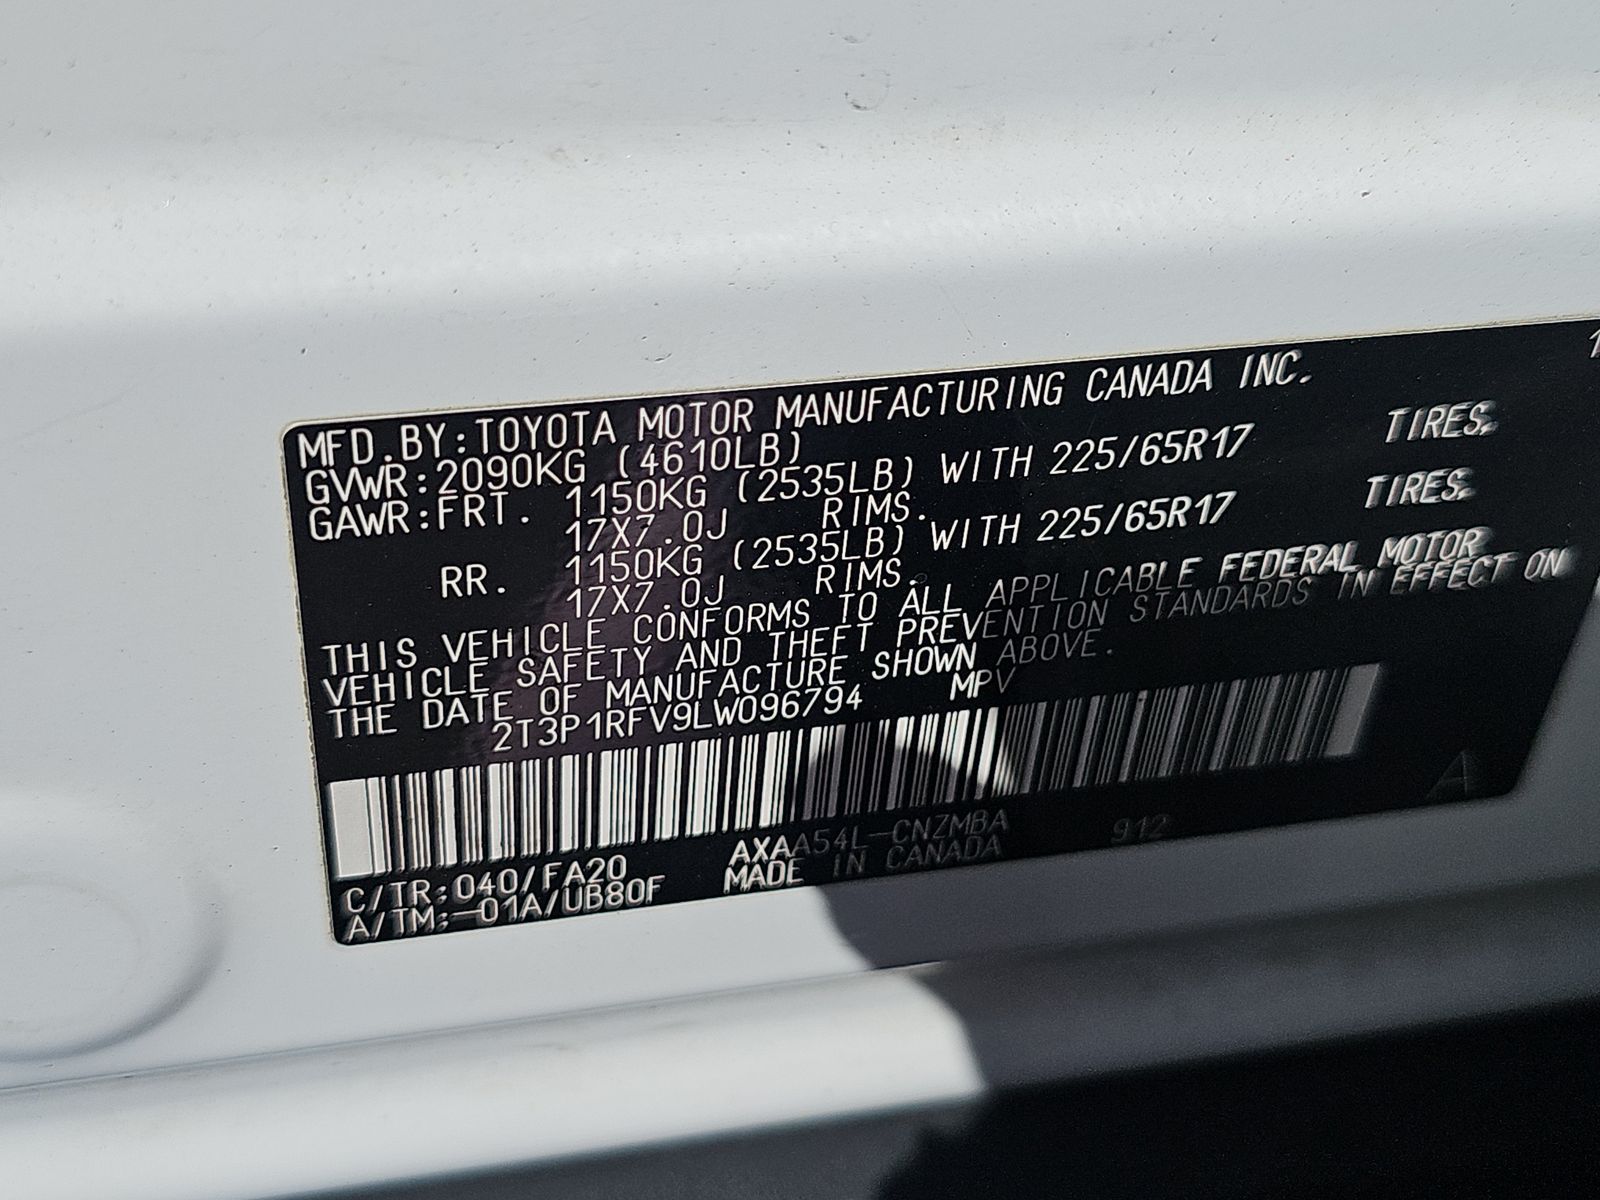 MFD.BY:TOYOTA MOTOR MANUFACTURING CANADA INC.
GVWR:2090KG (4610LB)
GAWR:FRT. 1150KG (2535LB) WITH 225/65R17 TIRES,
17X7.0J RIMS.
RR. 1150KG (2535LB) WITH 225/65R17 TIRES,
17X7.0J RIMS.
THIS VEHICLE CONFORMS TO ALL APPLICABLE FEDERAL MOTOR
VEHICLE SAFETY AND THEFT PREVENTION STANDARDS IN EFFECT ON
THE DATE OF MANUFACTURE SHOWN ABOVE.
2T3P1RFV9LW096794 MPV
A
C/TR:040/FA20 AXAA54L-CNZMBA 912
A/TM:-01A/UB80F MADE IN CANADA